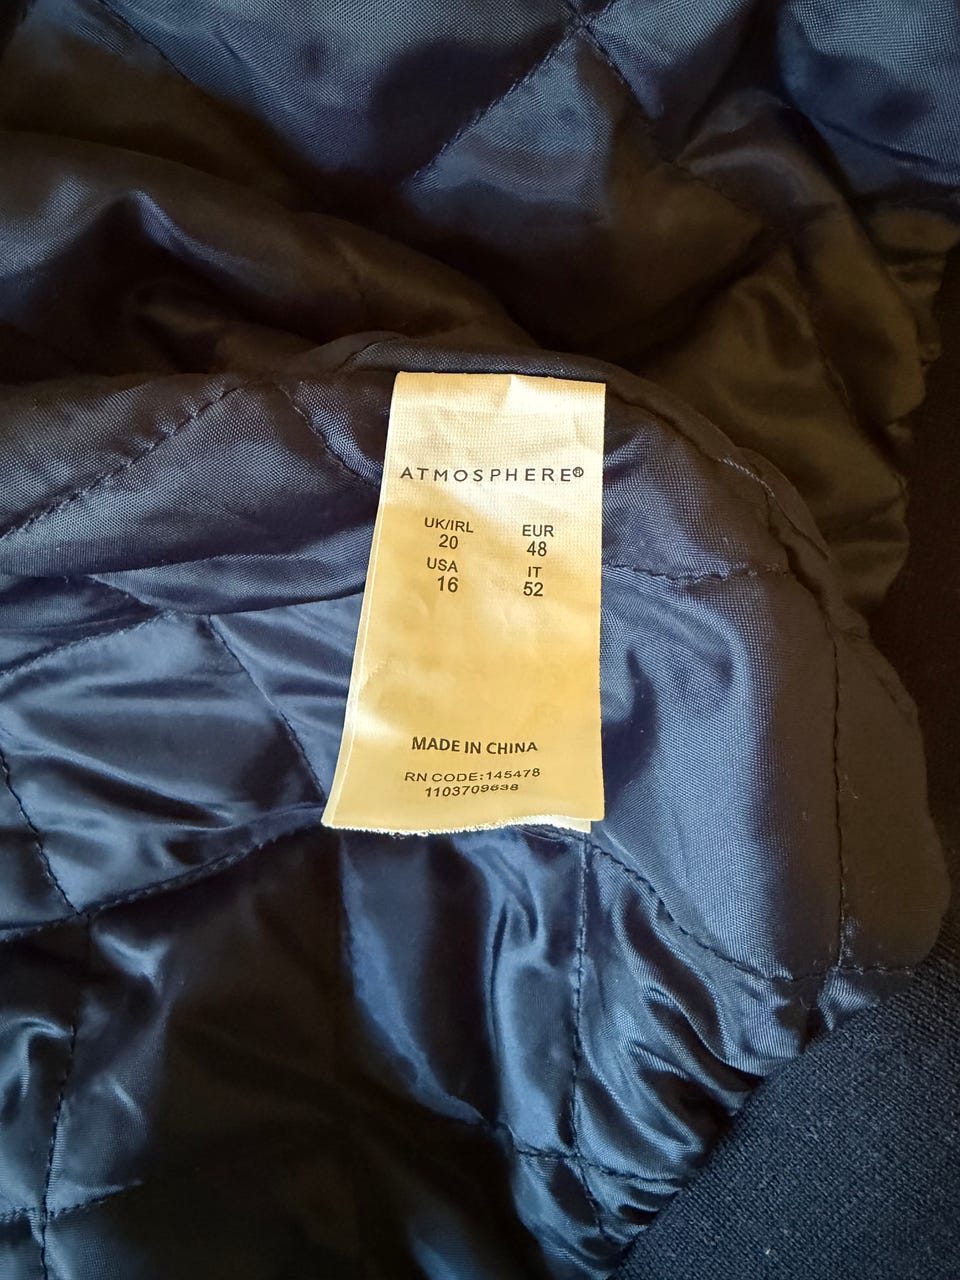 ATMOSPHERE®
UK/IRL EUR
20 48
USA IT
16 52
MADE IN CHINA
RN CODE:145478
1103709638